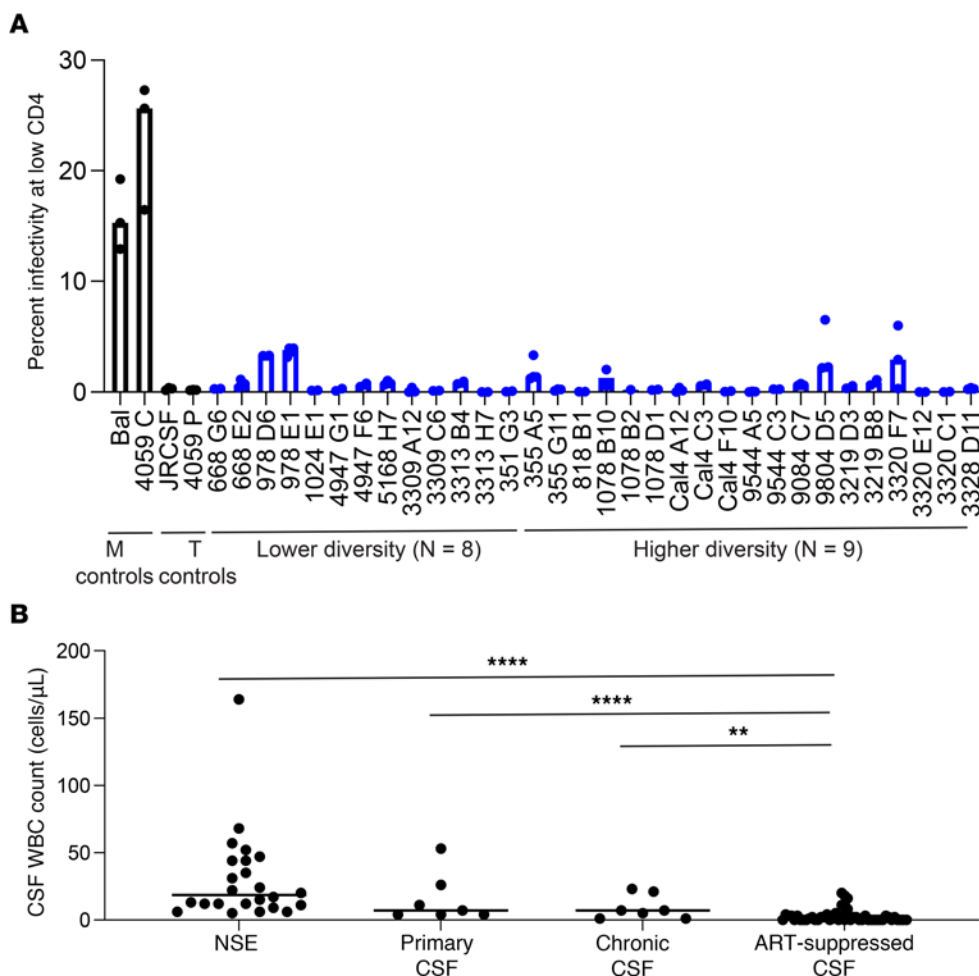 A
Percent infectivity at low CD4
30
20
10
0
Bal
4059 C
JRCSF
4059 P
668 G6
668 E2
978 D6
978 E1
1024 E1
4947 G1
4947 F6
5168 H7
3309 A12
3309 C6
3313 B4
3313 H7
351 G3
355 A5
355 G11
818 B11
1078 B10
1078 B2
1078 D1
Cal4 A12
Cal4 C3
Cal4 F10
9544 A5
9544 C3
9084 C7
9804 D5
3219 D3
3219 B8
3320 F7
3320 E12
3320 C1
3328 D11
M
controls
T
controls
Lower diversity (N = 8)
Higher diversity (N = 9)
B
CSF WBC count (cells/µL)
200
150
100
50
0
****
****
**
NSE
Primary
CSF
Chronic
CSF
ART-suppressed
CSF